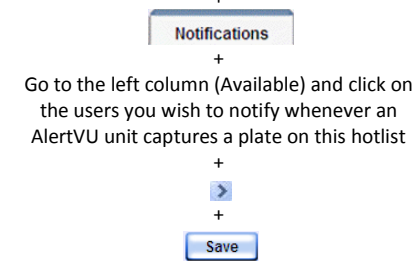 Notifications
+
Go to the left column (Available) and click on
the users you wish to notify whenever an
AlertVU unit captures a plate on this hotlist
+
>
+
Save